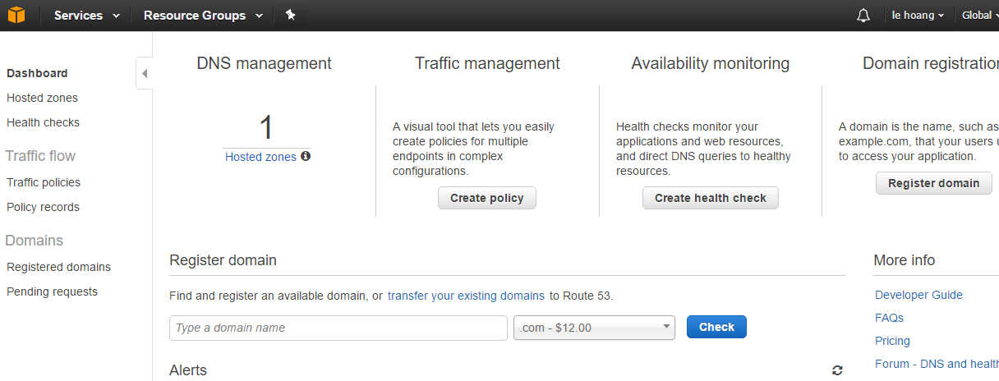 Services
Resource Groups
le hoang
Global
Dashboard
Hosted zones
Health checks
Traffic flow
Traffic policies
Policy records
Domains
Registered domains
Pending requests
DNS management
1
Hosted zones
Traffic management
A visual tool that lets you easily
create policies for multiple
endpoints in complex
configurations.
Create policy
Availability monitoring
Health checks monitor your
applications and web resources,
and direct DNS queries to healthy
resources.
Create health check
Domain registration
A domain is the name, such as
example.com, that your users u
to access your application.
Register domain
Register domain
Find and register an available domain, or transfer your existing domains to Route 53.
Type a domain name
.com - $12.00
Check
Alerts
More info
Developer Guide
FAQs
Pricing
Forum - DNS and health